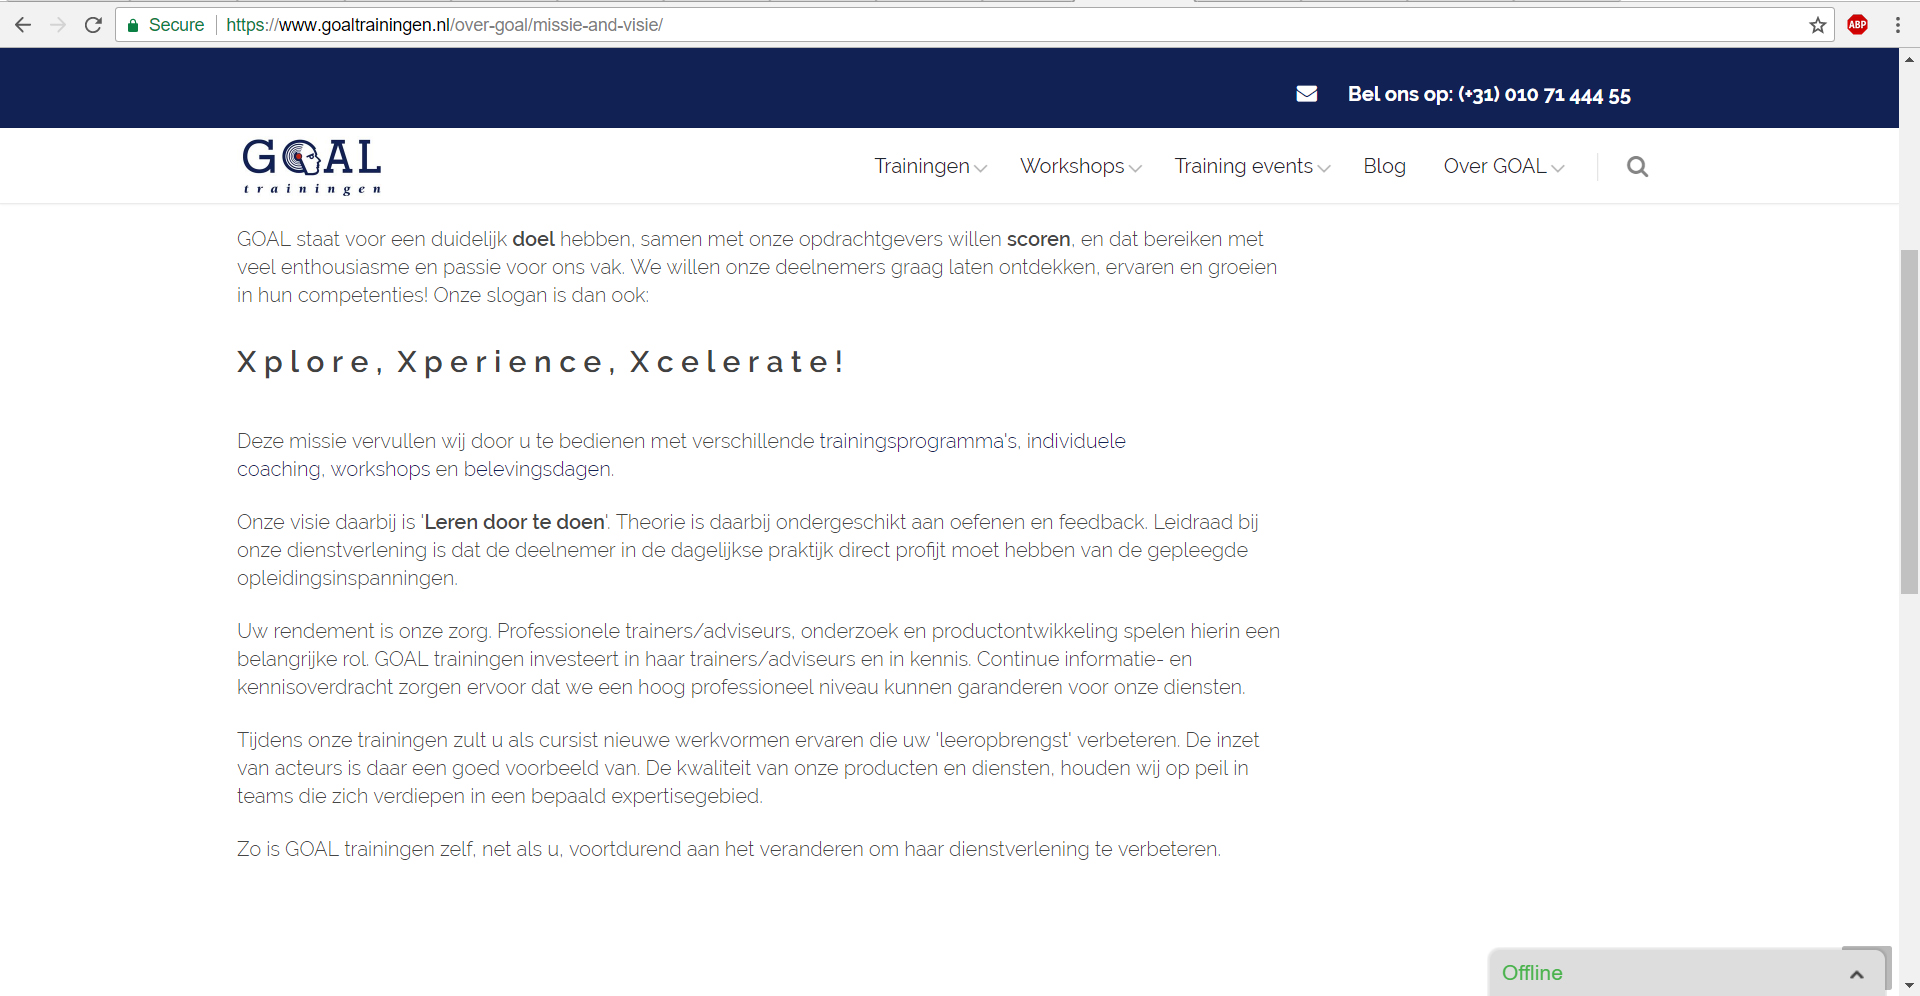 Secure https://www.goaltrainingen.nl/over-goal/missie-and-visie/
ABP
Bel ons op: (+31) 010 71 444 55
GOAL
trainingen
Trainingen Workshops Training events Blog Over GOAL
GOAL staat voor een duidelijk doel hebben, samen met onze opdrachtgevers willen scoren, en dat bereiken met
veel enthousiasme en passie voor ons vak. We willen onze deelnemers graag laten ontdekken, ervaren en groeien
in hun competenties! Onze slogan is dan ook:
Xplore, Xperience, Xcelerate!
Deze missie vervullen wij door u te bedienen met verschillende trainingsprogramma's, individuele
coaching, workshops en belevingsdagen.
Onze visie daarbij is 'Leren door te doen'. Theorie is daarbij ondergeschikt aan oefenen en feedback. Leidraad bij
onze dienstverlening is dat de deelnemer in de dagelijkse praktijk direct profijt moet hebben van de gepleegde
opleidingsinspanningen.
Uw rendement is onze zorg. Professionele trainers/adviseurs, onderzoek en productontwikkeling spelen hierin een
belangrijke rol. GOAL trainingen investeert in haar trainers/adviseurs en in kennis. Continue informatie- en
kennisoverdracht zorgen ervoor dat we een hoog professioneel niveau kunnen garanderen voor onze diensten.
Tijdens onze trainingen zult u als cursist nieuwe werkvormen ervaren die uw 'leeropbrengst' verbeteren. De inzet
van acteurs is daar een goed voorbeeld van. De kwaliteit van onze producten en diensten, houden wij op peil in
teams die zich verdiepen in een bepaald expertisegebied.
Zo is GOAL trainingen zelf, net als u, voortdurend aan het veranderen om haar dienstverlening te verbeteren.
Offline